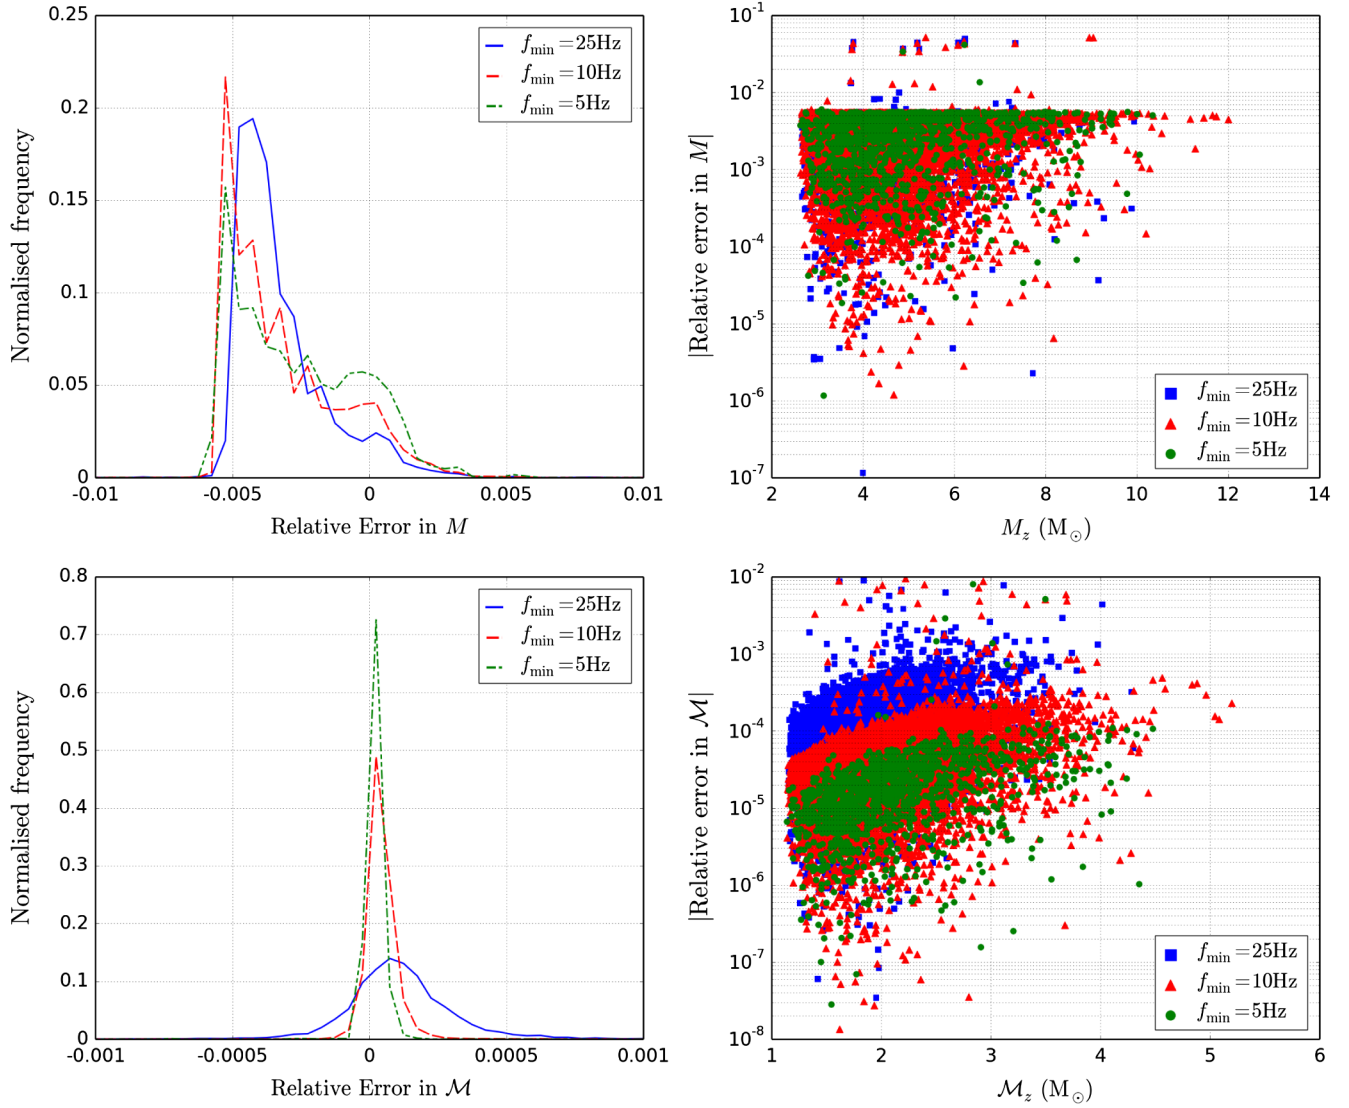 0.25
0.2
0.15
0.1
0.05
0
-0.01
-0.005
0
0.005
0.01
Normalised frequency
Relative Error in M
f_min = 25Hz
f_min = 10Hz
f_min = 5Hz
10^-1
10^-2
10^-3
10^-4
10^-5
10^-6
10^-7
2
4
6
8
10
12
14
|Relative error in M|
M_z (M_⊙)
f_min = 25Hz
f_min = 10Hz
f_min = 5Hz
0.8
0.7
0.6
0.5
0.4
0.3
0.2
0.1
0
-0.001
-0.0005
0
0.0005
0.001
Normalised frequency
Relative Error in ℳ
f_min = 25Hz
f_min = 10Hz
f_min = 5Hz
10^-2
10^-3
10^-4
10^-5
10^-6
10^-7
10^-8
1
2
3
4
5
6
|Relative error in ℳ|
ℳ_z (M_⊙)
f_min = 25Hz
f_min = 10Hz
f_min = 5Hz